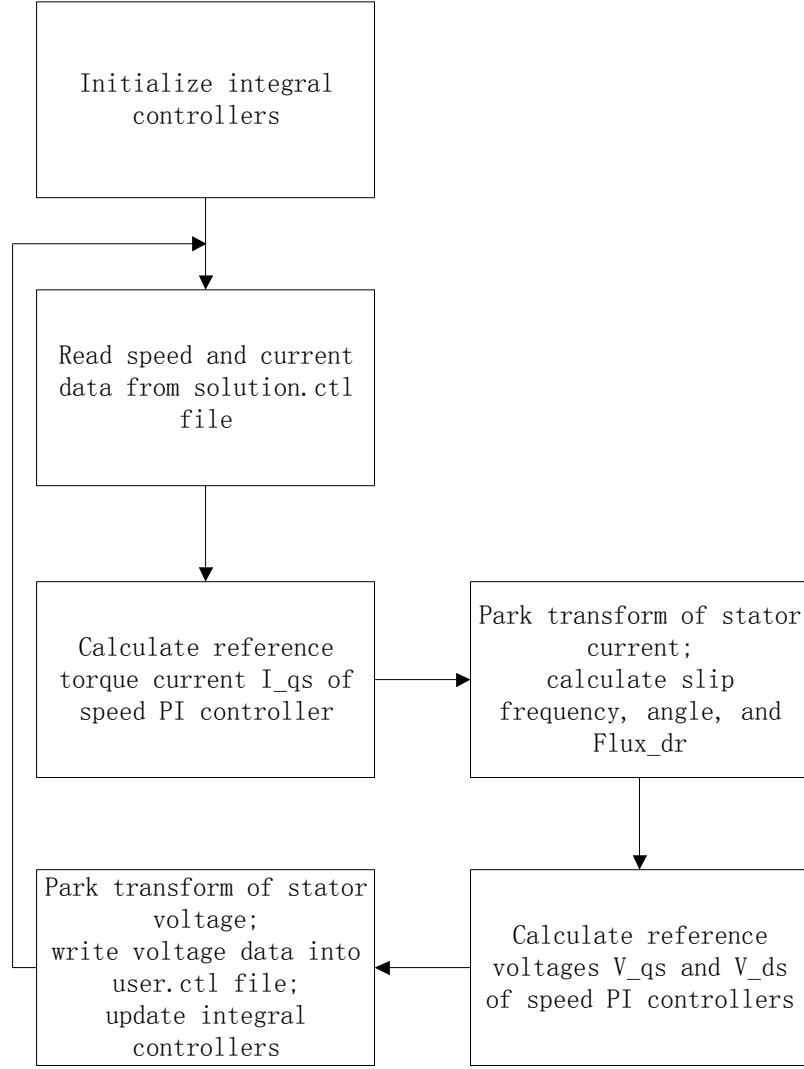 Initialize integral
controllers
Read speed and current
data from solution.ctl
file
Calculate reference
torque current I_qs of
speed PI controller
Park transform of stator
current;
calculate slip
frequency, angle, and
Flux_dr
Calculate reference
voltages V_qs and V_ds
of speed PI controllers
Park transform of stator
voltage;
write voltage data into
user.ctl file;
update integral
controllers